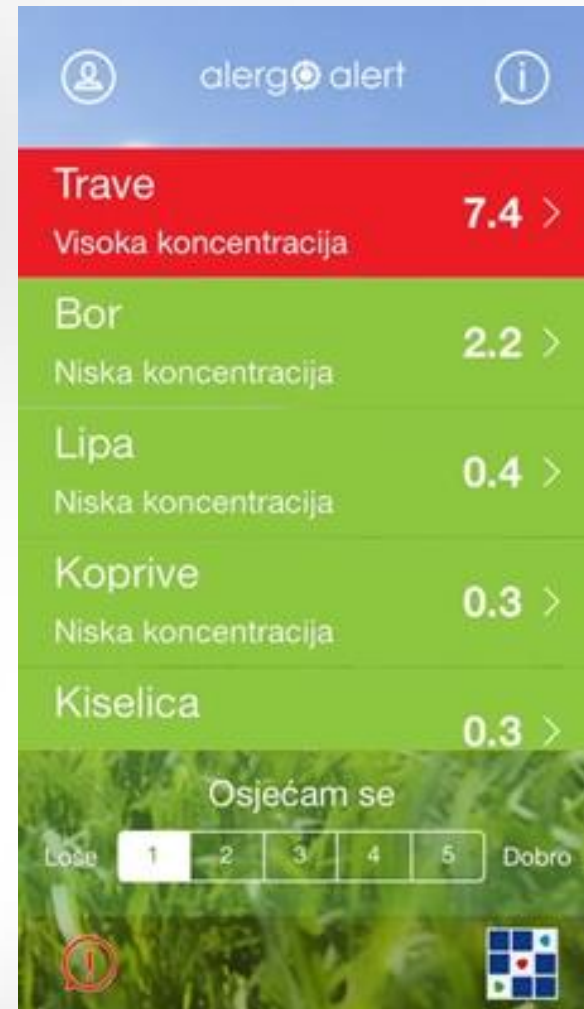 alergo alert
Trave
7.4 >
Visoka koncentracija
Bor
2.2 >
Niska koncentracija
Lipa
0.4 >
Niska koncentracija
Koprive
0.3 >
Niska koncentracija
Kiselica
0.3 >
Osjećam se
Loše 1 2 3 4 5 Dobro